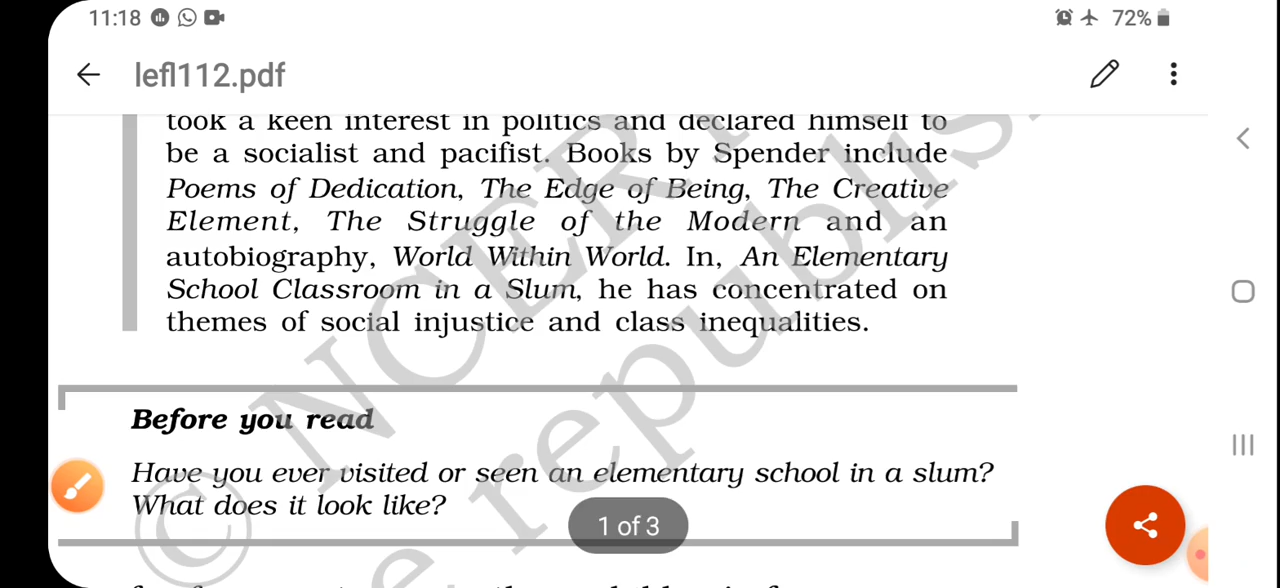 11:18
72%
lefl112.pdf
took a keen interest in politics and declared himself to
be a socialist and pacifist. Books by Spender include
Poems of Dedication, The Edge of Being, The Creative
Element, The Struggle of the Modern and an
autobiography, World Within World. In, An Elementary
School Classroom in a Slum, he has concentrated on
themes of social injustice and class inequalities.
© NCERT
republis
Before you read
Have you ever visited or seen an elementary school in a slum?
What does it look like?
1 of 3